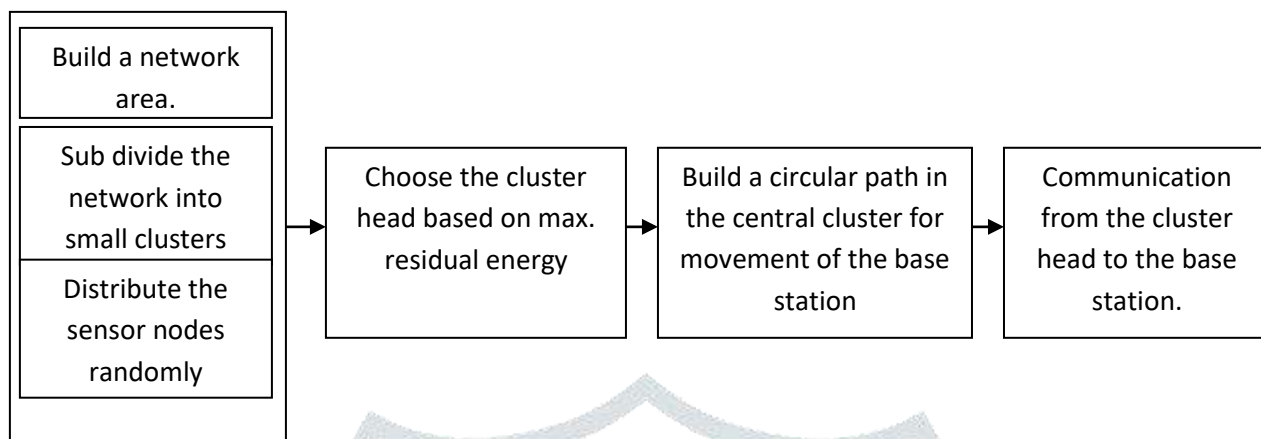 Build a network
area.
Sub divide the
network into
small clusters
Distribute the
sensor nodes
randomly
Choose the cluster
head based on max.
residual energy
Build a circular path in
the central cluster for
movement of the base
station
Communication
from the cluster
head to the base
station.